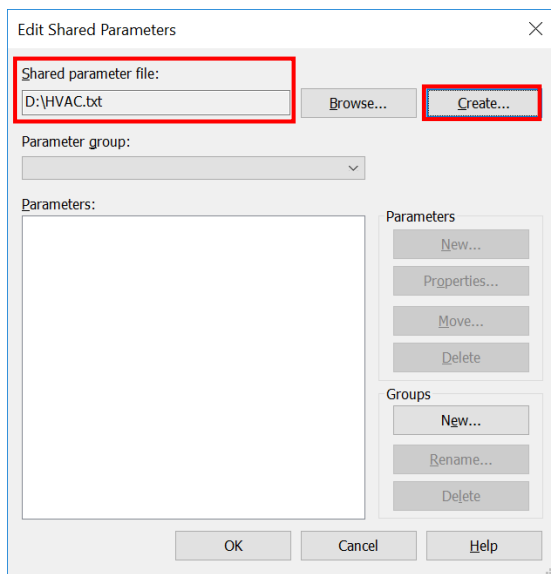 Edit Shared Parameters
Shared parameter file:
D:\HVAC.txt
Browse...
Create...
Parameter group:
Parameters:
Parameters
New...
Properties...
Move...
Delete
Groups
New...
Rename...
Delete
OK
Cancel
Help